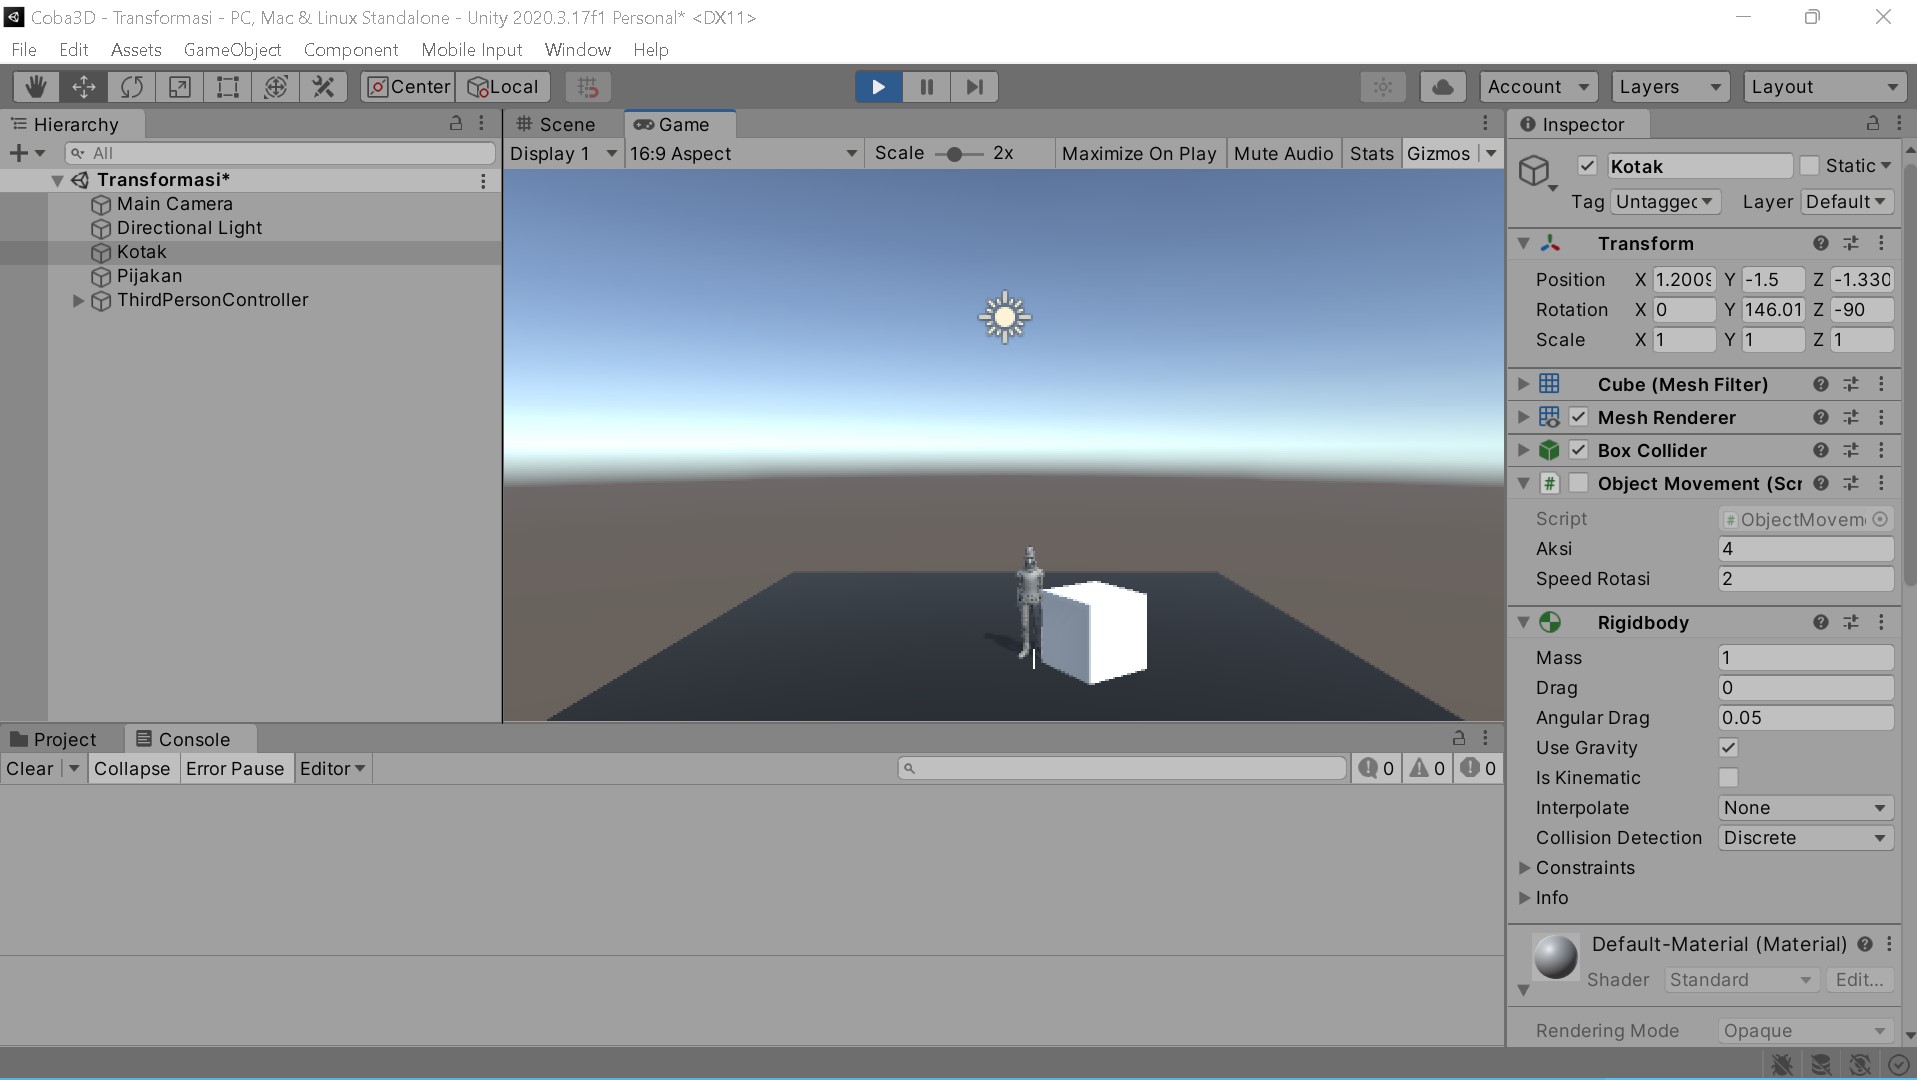 Coba3D - Transformasi - PC, Mac & Linux Standalone - Unity 2020.3.17f1 Personal* <DX11>
File Edit Assets GameObject Component Mobile Input Window Help
Center Local Account Layers Layout
Hierarchy
All
Transformasi*
Main Camera
Directional Light
Kotak
Pijakan
ThirdPersonController
Scene Game
Display 1 16:9 Aspect Scale 2x Maximize On Play Mute Audio Stats Gizmos
Project Console
Clear Collapse Error Pause Editor 0 0 0
Inspector
Kotak Static
Tag Untagged Layer Default
Transform
Position X 1.2009 Y -1.5 Z -1.330
Rotation X 0 Y 146.01 Z -90
Scale X 1 Y 1 Z 1
Cube (Mesh Filter)
Mesh Renderer
Box Collider
# Object Movement (Scr
Script # ObjectMovem
Aksi 4
Speed Rotasi 2
Rigidbody
Mass 1
Drag 0
Angular Drag 0.05
Use Gravity
Is Kinematic
Interpolate None
Collision Detection Discrete
Constraints
Info
Default-Material (Material)
Shader Standard Edit...
Rendering Mode Opaque